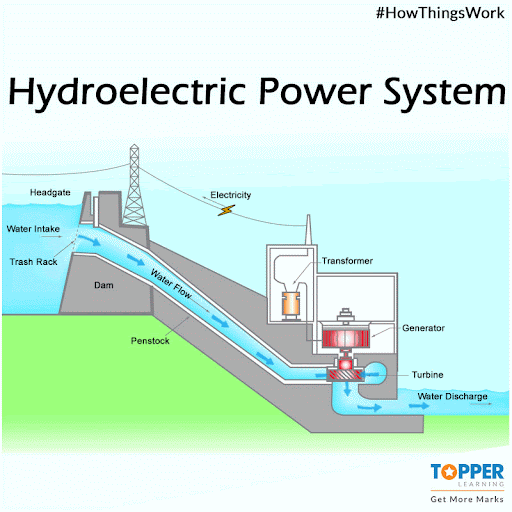 #HowThingsWork
Hydroelectric Power System
Headgate
Electricity
Water Intake
Trash Rack
Transformer
Water Flow
Dam
Generator
Penstock
Turbine
Water Discharge
TOPPER
LEARNING
Get More Marks